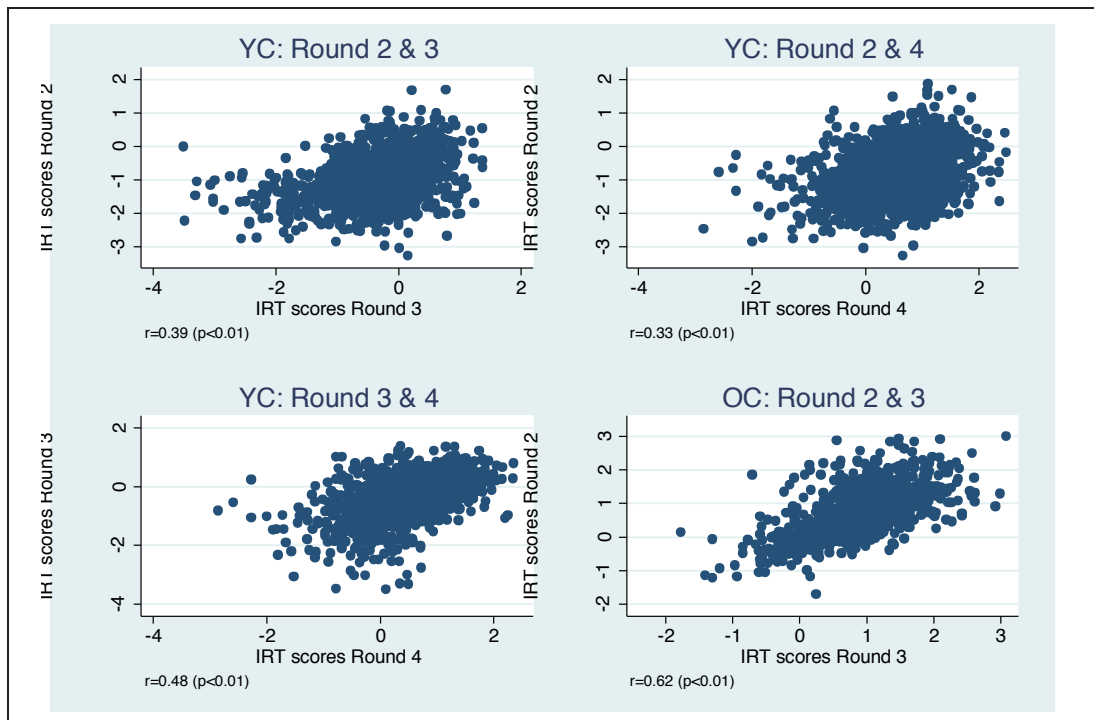 YC: Round 2 & 3
IRT scores Round 2
2
1
0
-1
-2
-3
-4
-2
0
2
IRT scores Round 3
r=0.39 (p<0.01)
YC: Round 2 & 4
IRT scores Round 2
2
1
0
-1
-2
-3
-4
-2
0
2
IRT scores Round 4
r=0.33 (p<0.01)
YC: Round 3 & 4
IRT scores Round 3
2
0
-2
-4
-4
-2
0
2
IRT scores Round 4
r=0.48 (p<0.01)
OC: Round 2 & 3
IRT scores Round 2
3
2
1
0
-1
-2
-2
-1
0
1
2
3
IRT scores Round 3
r=0.62 (p<0.01)